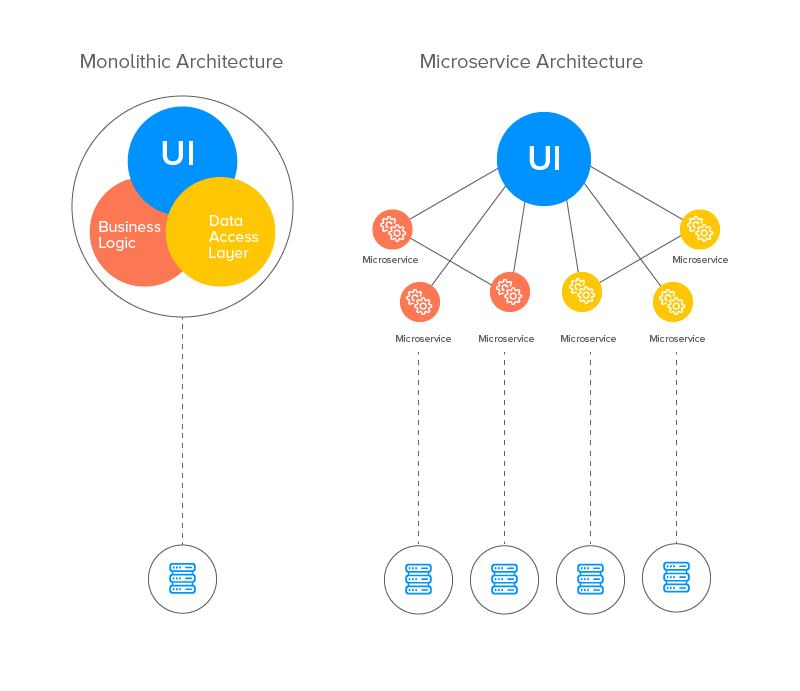 Monolithic Architecture
Microservice Architecture
UI
Business
Logic
Data
Access
Layer
UI
Microservice
Microservice
Microservice
Microservice
Microservice
Microservice